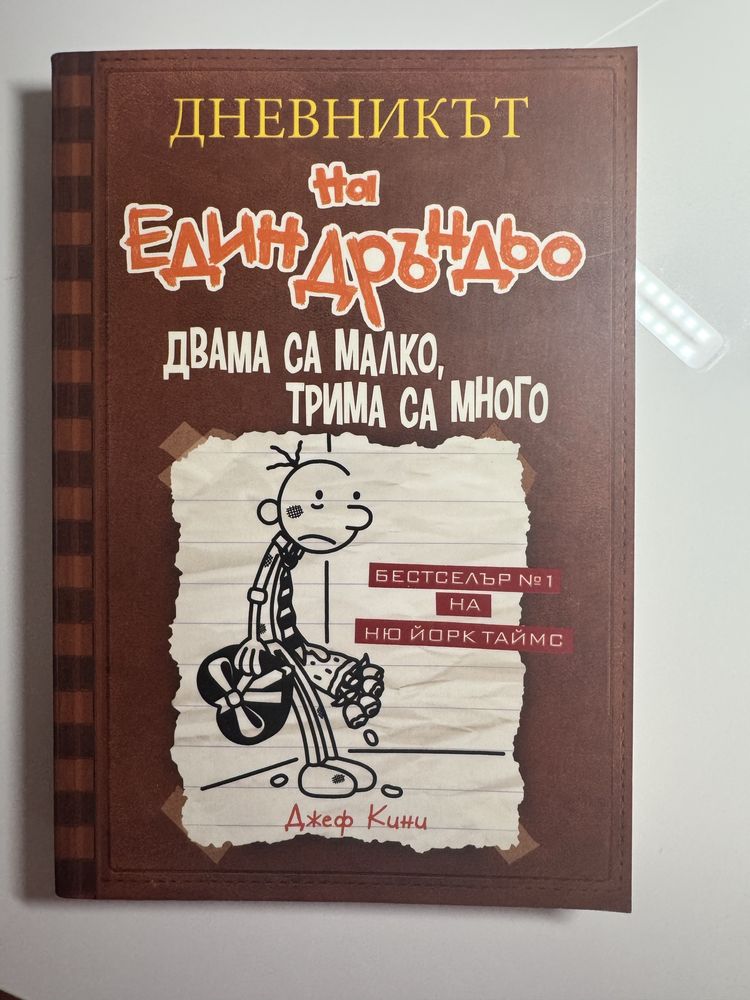 ДНЕВНИКЪТ
на
ЕДИН ДРЪНДЬО
ДВАМА СА МАЛКО,
ТРИМА СА МНОГО
БЕСТСЕЛЪР №1
НА
НЮ ЙОРК ТАЙМС
Джеф Кини